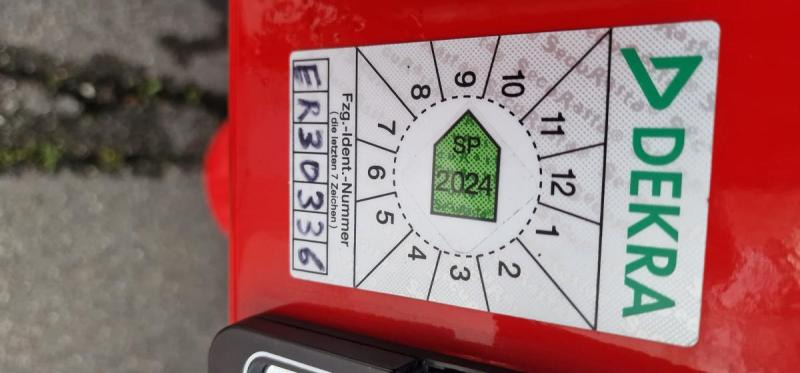 DEKRA
12
11
1
10
2
9
3
8
4
7
5
6
SP
2024
Fzg.-Ident.-Nummer
(die letzten 7 Zeichen)
ER30336